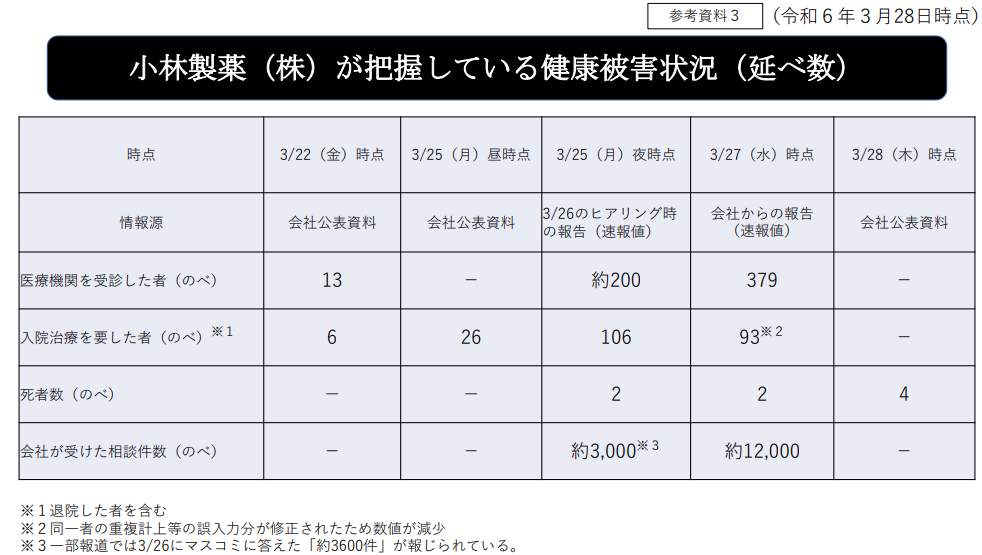 参考資料３
（令和６年３月28日時点）
小林製薬（株）が把握している健康被害状況（延べ数）
時点 3/22（金）時点 3/25（月）昼時点 3/25（月）夜時点 3/27（水）時点 3/28（木）時点
情報源 会社公表資料 会社公表資料 3/26のヒアリング時の報告（速報値） 会社からの報告（速報値） 会社公表資料
医療機関を受診した者（のべ） 13 － 約200 379 －
入院治療を要した者（のべ）※１ 6 26 106 93※２ －
死者数（のべ） － － 2 2 4
会社が受けた相談件数（のべ） － － 約3,000※３ 約12,000 －
※１退院した者を含む
※２同一者の重複計上等の誤入力分が修正されたため数値が減少
※３一部報道では3/26にマスコミに答えた「約3600件」が報じられている。